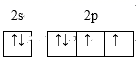 2s 2p
↑↓ ↑↓ ↑ ↑